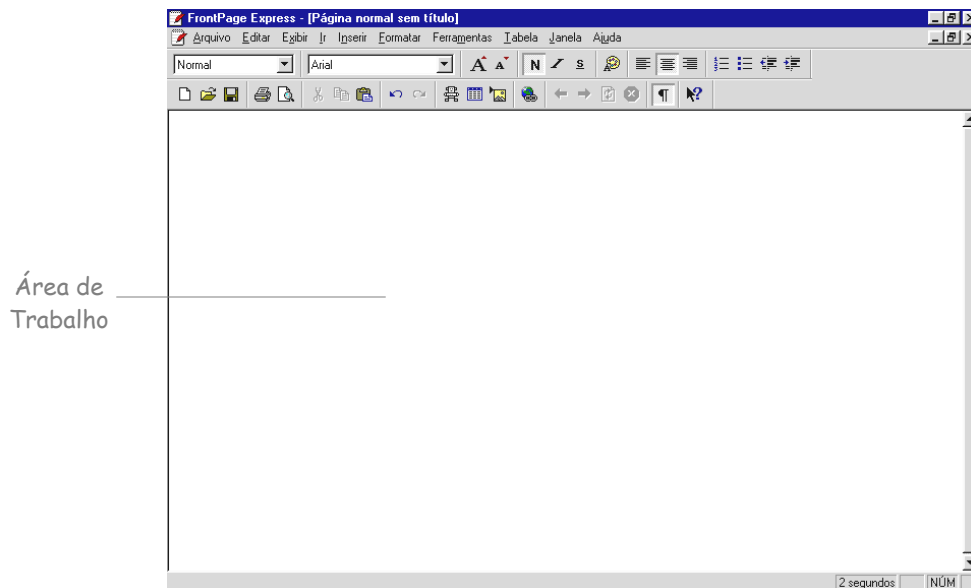 FrontPage Express - [Página normal sem título]
Arquivo Editar Exibir Ir Inserir Formatar Ferramentas Tabela Janela Ajuda
Normal Arial A A N I s
Área de
Trabalho
2 segundos NÚM